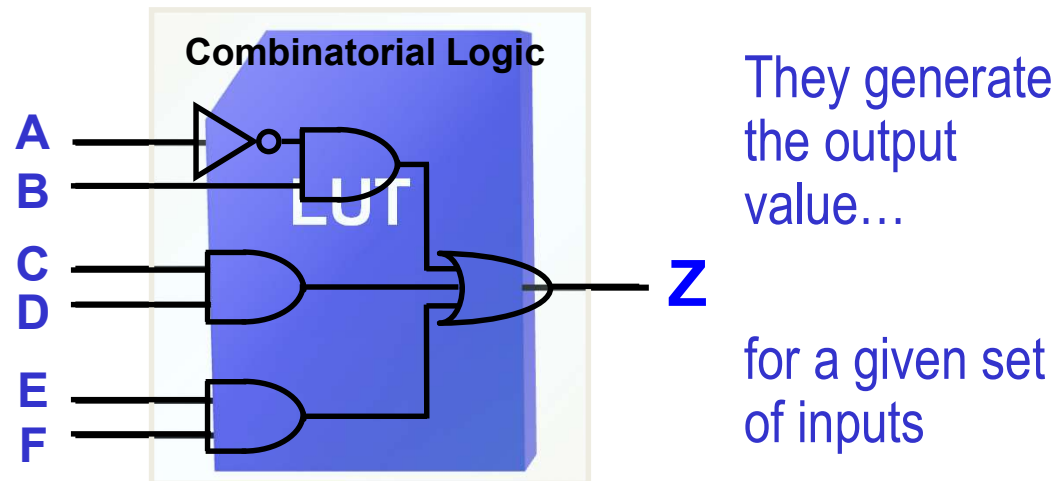 Combinatorial Logic
A
B
LUT
C
D
E
F
Z
They generate
the output
value…
for a given set
of inputs